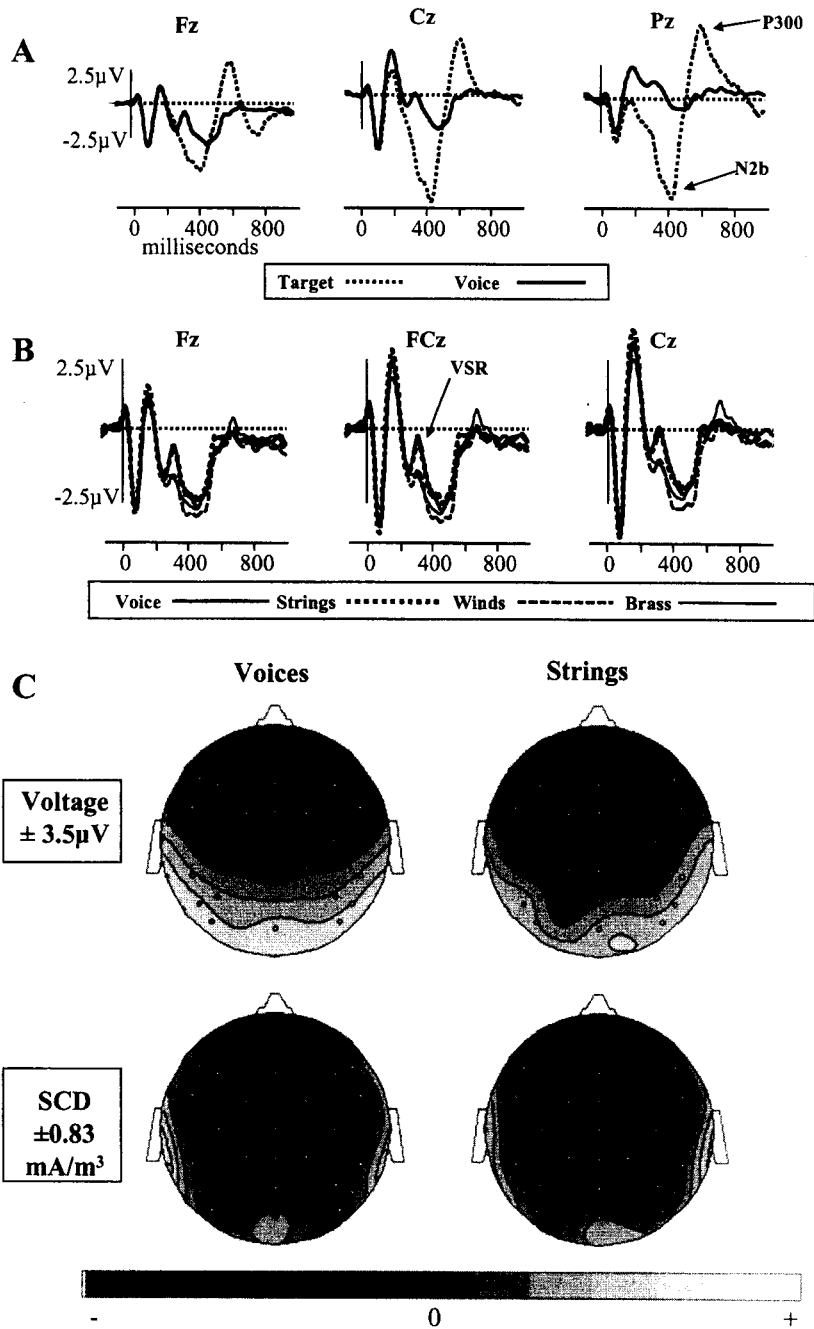 A
Fz
Cz
Pz
P300
2.5µV
-2.5µV
N2b
0 400 800
0 400 800
0 400 800
milliseconds
Target Voice
B
Fz
FCz
Cz
2.5µV
VSR
-2.5µV
0 400 800
0 400 800
0 400 800
Voice Strings Winds Brass
C
Voices
Strings
Voltage
± 3.5µV
SCD
±0.83
mA/m³
- 0 +